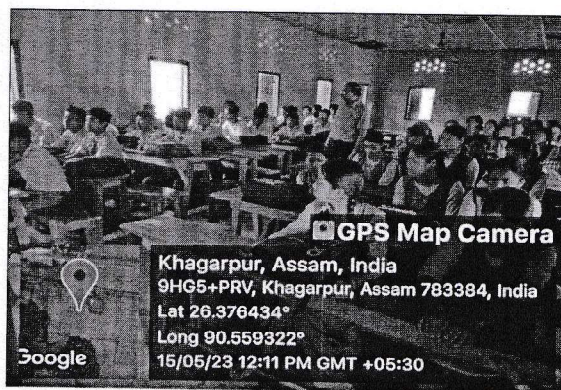 GPS Map Camera
Khagarpur, Assam, India
9HG5+PRV, Khagarpur, Assam 783384, India
Lat 26.376434°
Long 90.559322°
15/05/23 12:11 PM GMT +05:30
Google